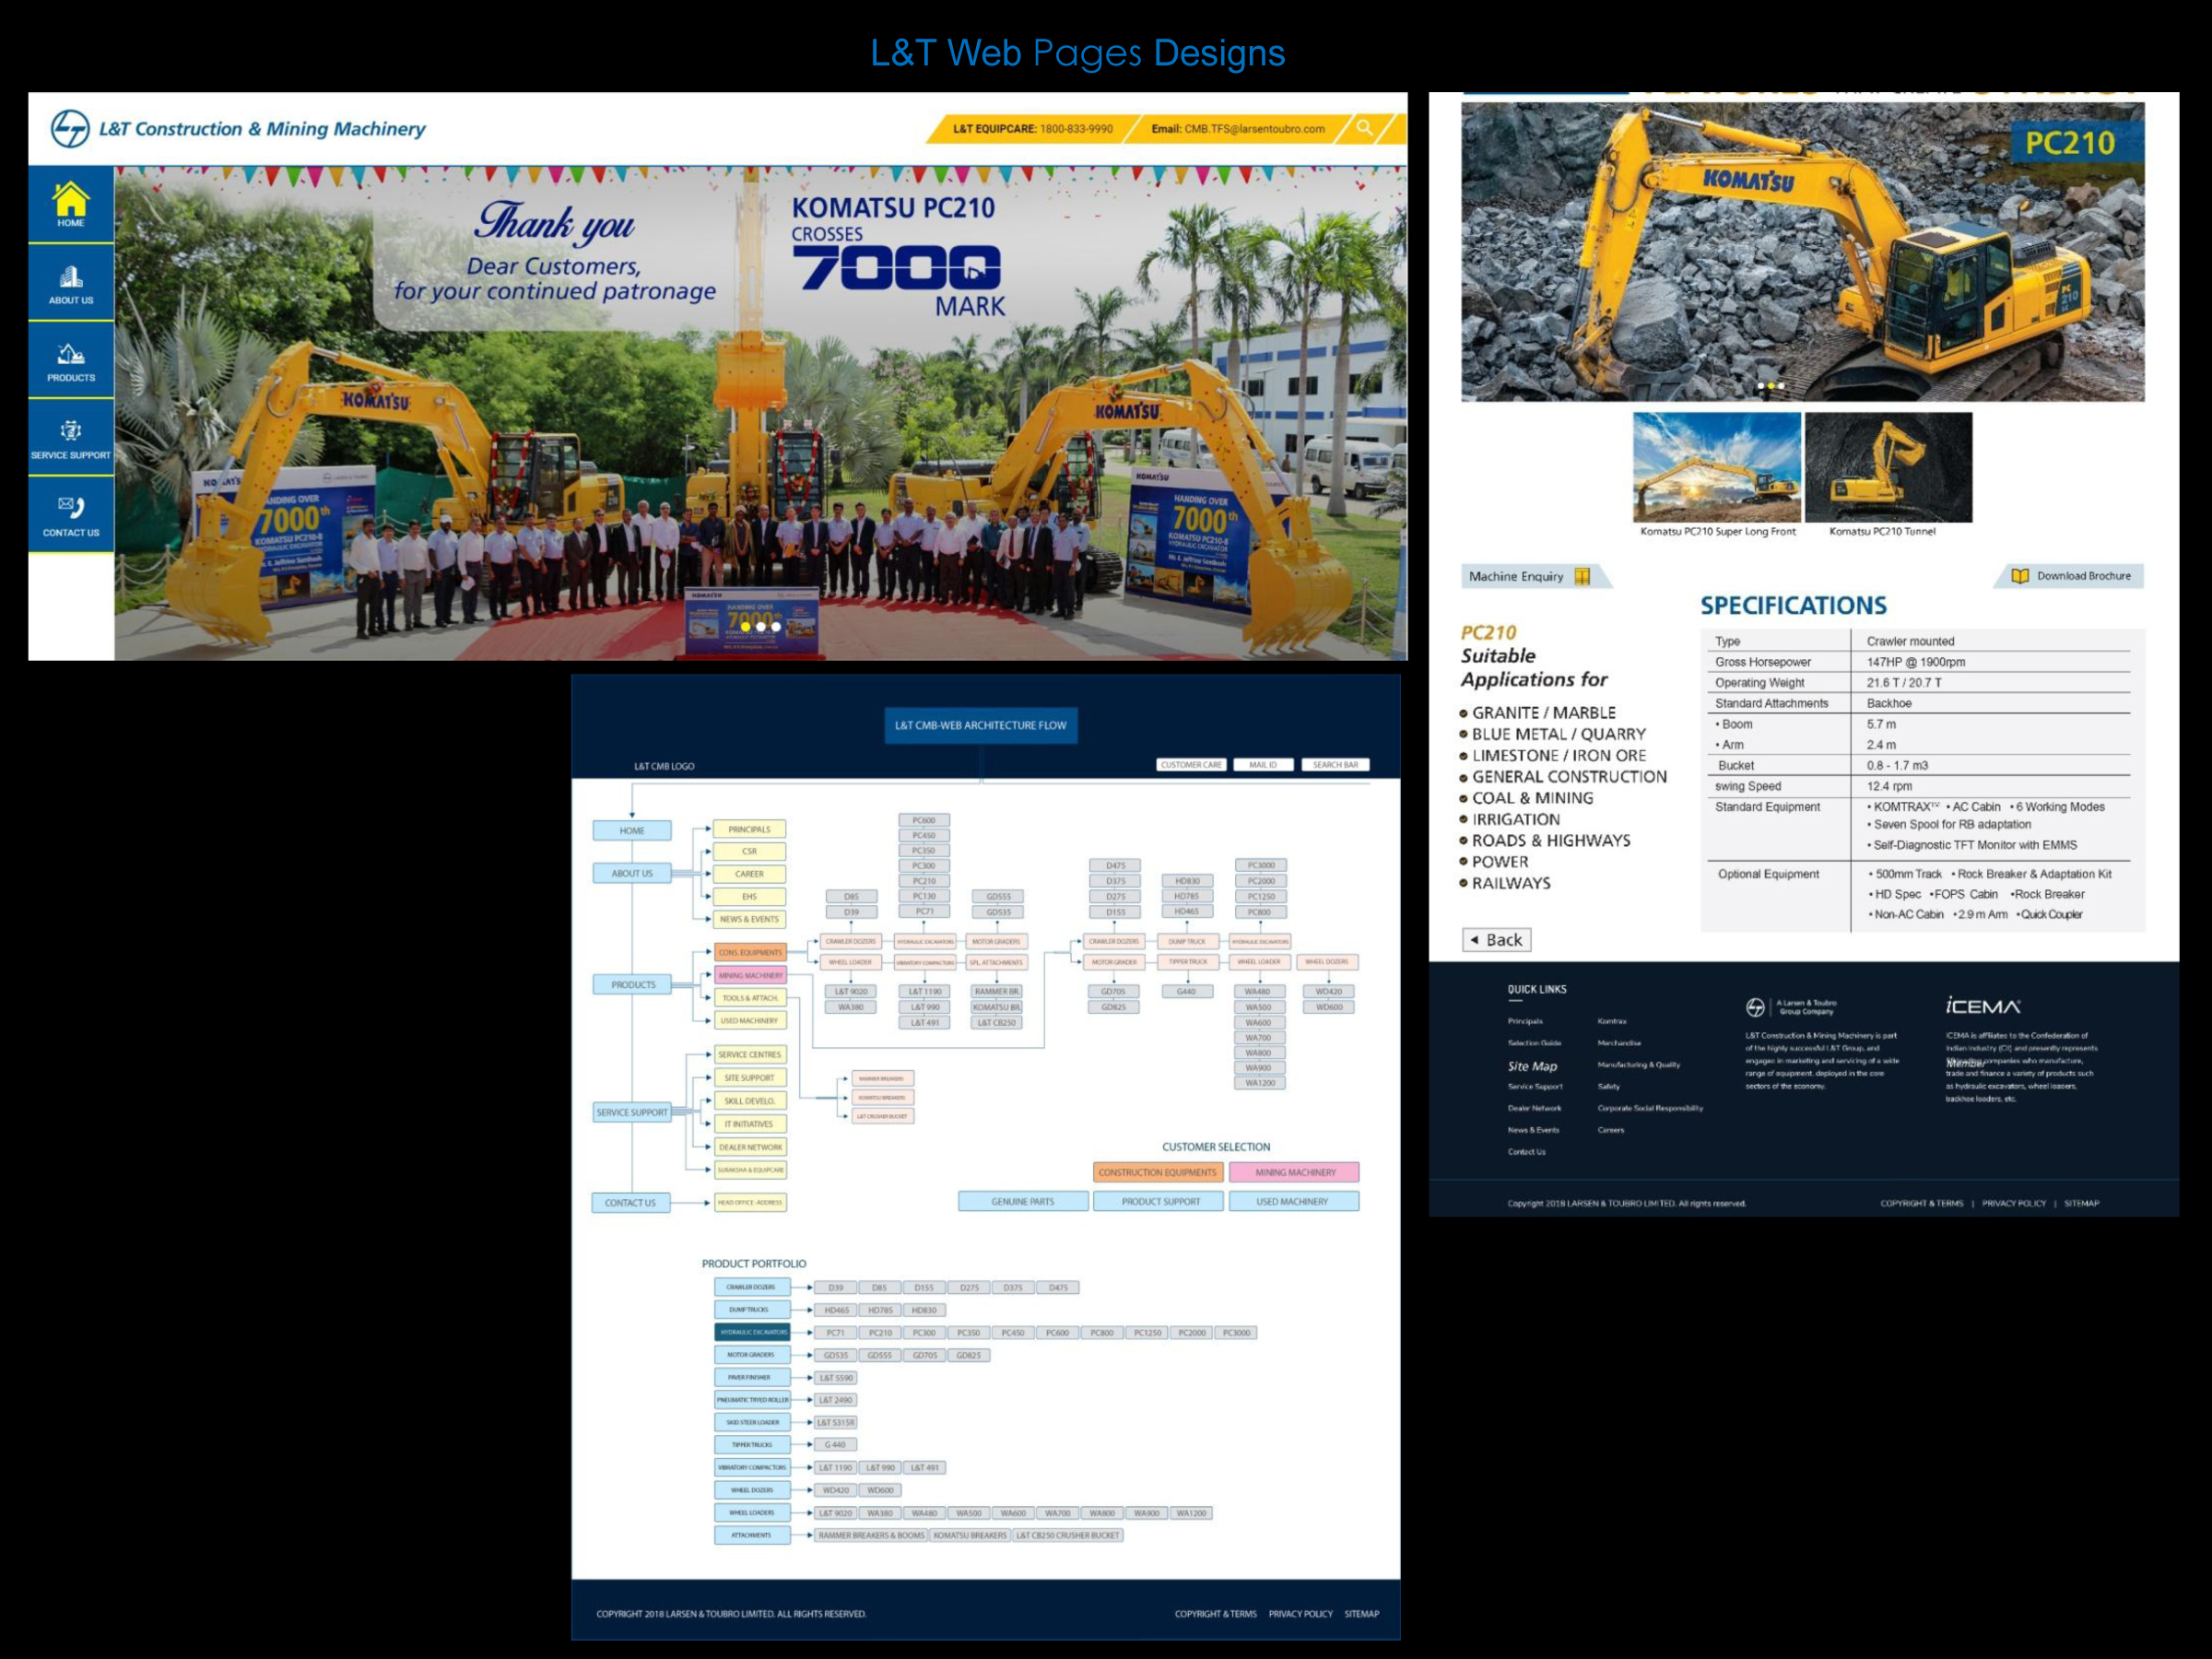 L&T Web Pages Designs
L&T Construction & Mining Machinery
L&T EQUIPCARE: 1800-833-9990
Email: CMB.TFS@larsentoubro.com
HOME
ABOUT US
PRODUCTS
SERVICE SUPPORT
CONTACT US
Thank you
Dear Customers,
for your continued patronage
KOMATSU PC210
CROSSES
7000
MARK
KOMATSU
KOMATSU
HANDING OVER
7000th
KOMATSU PC210-8
HYDRAULIC EXCAVATOR
KOMATSU
HANDING OVER
7000th
KOMATSU PC210-8
HYDRAULIC EXCAVATOR
KOMATSU
HANDING OVER
7000th
PC210
KOMATSU
PC
210
Komatsu PC210 Super Long Front
Komatsu PC210 Tunnel
Machine Enquiry
Download Brochure
SPECIFICATIONS
PC210
Suitable
Applications for
GRANITE / MARBLE
BLUE METAL / QUARRY
LIMESTONE / IRON ORE
GENERAL CONSTRUCTION
COAL & MINING
IRRIGATION
ROADS & HIGHWAYS
POWER
RAILWAYS
Type Crawler mounted
Gross Horsepower 147HP @ 1900rpm
Operating Weight 21.6 T / 20.7 T
Standard Attachments Backhoe
• Boom 5.7 m
• Arm 2.4 m
Bucket 0.8 - 1.7 m3
swing Speed 12.4 rpm
Standard Equipment • KOMTRAX™ • AC Cabin • 6 Working Modes
• Seven Spool for RB adaptation
• Self-Diagnostic TFT Monitor with EMMS
Optional Equipment • 500mm Track • Rock Breaker & Adaptation Kit
• HD Spec •FOPS Cabin •Rock Breaker
• Non-AC Cabin •2.9 m Arm •Quick Coupler
Back
QUICK LINKS
Principals
Selection Guide
Site Map
Service Support
Dealer Network
News & Events
Contact Us
Komtrax
Merchandise
Manufacturing & Quality
Safety
Corporate Social Responsibility
Careers
A Larsen & Toubro
Group Company
L&T Construction & Mining Machinery is part
of the highly successful L&T Group, and
engages in marketing and servicing of a wide
range of equipment, deployed in the core
sectors of the economy.
iCEMA
ICEMA is affiliates to the Confederation of
Indian Industry (CII) and presently represents
Member companies who manufacture,
trade and finance a variety of products such
as hydraulic excavators, wheel loaders,
backhoe loaders, etc.
Copyright 2018 LARSEN & TOUBRO LIMITED. All rights reserved.
COPYRIGHT & TERMS | PRIVACY POLICY | SITEMAP
L&T CMB-WEB ARCHITECTURE FLOW
L&T CMB LOGO
CUSTOMER CARE
MAIL ID
SEARCH BAR
HOME
ABOUT US
PRODUCTS
SERVICE SUPPORT
CONTACT US
PRINCIPALS
CSR
CAREER
EHS
NEWS & EVENTS
CONS. EQUIPMENTS
MINING MACHINERY
TOOLS & ATTACH.
USED MACHINERY
SERVICE CENTRES
SITE SUPPORT
SKILL DEVELO.
IT INITIATIVES
DEALER NETWORK
SURAKSHA & EQUIPCARE
HEAD OFFICE -ADDRESS
D85
D39
PC600
PC450
PC350
PC300
PC210
PC130
PC71
GD555
GD535
CRAWLER DOZERS
HYDRAULIC EXCAVATORS
MOTOR GRADERS
WHEEL LOADER
VIBRATORY COMPACTORS
SPL. ATTACHMENTS
L&T 9020
WA380
L&T 1190
L&T 990
L&T 491
RAMMER BR.
KOMATSU BR.
L&T CB250
D475
D375
D275
D155
HD830
HD785
HD465
PC3000
PC2000
PC1250
PC800
CRAWLER DOZERS
DUMP TRUCK
HYDRAULIC EXCAVATORS
MOTOR GRADER
TIPPER TRUCK
WHEEL LOADER
WHEEL DOZERS
GD705
GD825
G440
WA480
WA500
WA600
WA700
WA800
WA900
WA1200
WD420
WD600
RAMMER BREAKERS
KOMATSU BREAKERS
L&T CRUSHER BUCKET
CUSTOMER SELECTION
CONSTRUCTION EQUIPMENTS
MINING MACHINERY
GENUINE PARTS
PRODUCT SUPPORT
USED MACHINERY
PRODUCT PORTFOLIO
CRAWLER DOZERS D39 D85 D155 D275 D375 D475
DUMP TRUCKS HD465 HD785 HD830
HYDRAULIC EXCAVATORS PC71 PC210 PC300 PC350 PC450 PC600 PC800 PC1250 PC2000 PC3000
MOTOR GRADERS GD535 GD555 GD705 GD825
PAVER FINISHER L&T 5590
PNEUMATIC TRYED ROLLER L&T 2490
SKID STEER LOADER L&T S315R
TIPPER TRUCKS G 440
VIBRATORY COMPACTORS L&T 1190 L&T 990 L&T 491
WHEEL DOZERS WD420 WD600
WHEEL LOADERS L&T 9020 WA380 WA480 WA500 WA600 WA700 WA800 WA900 WA1200
ATTACHMENTS RAMMER BREAKERS & BOOMS KOMATSU BREAKERS L&T CB250 CRUSHER BUCKET
COPYRIGHT 2018 LARSEN & TOUBRO LIMITED. ALL RIGHTS RESERVED.
COPYRIGHT & TERMS PRIVACY POLICY SITEMAP